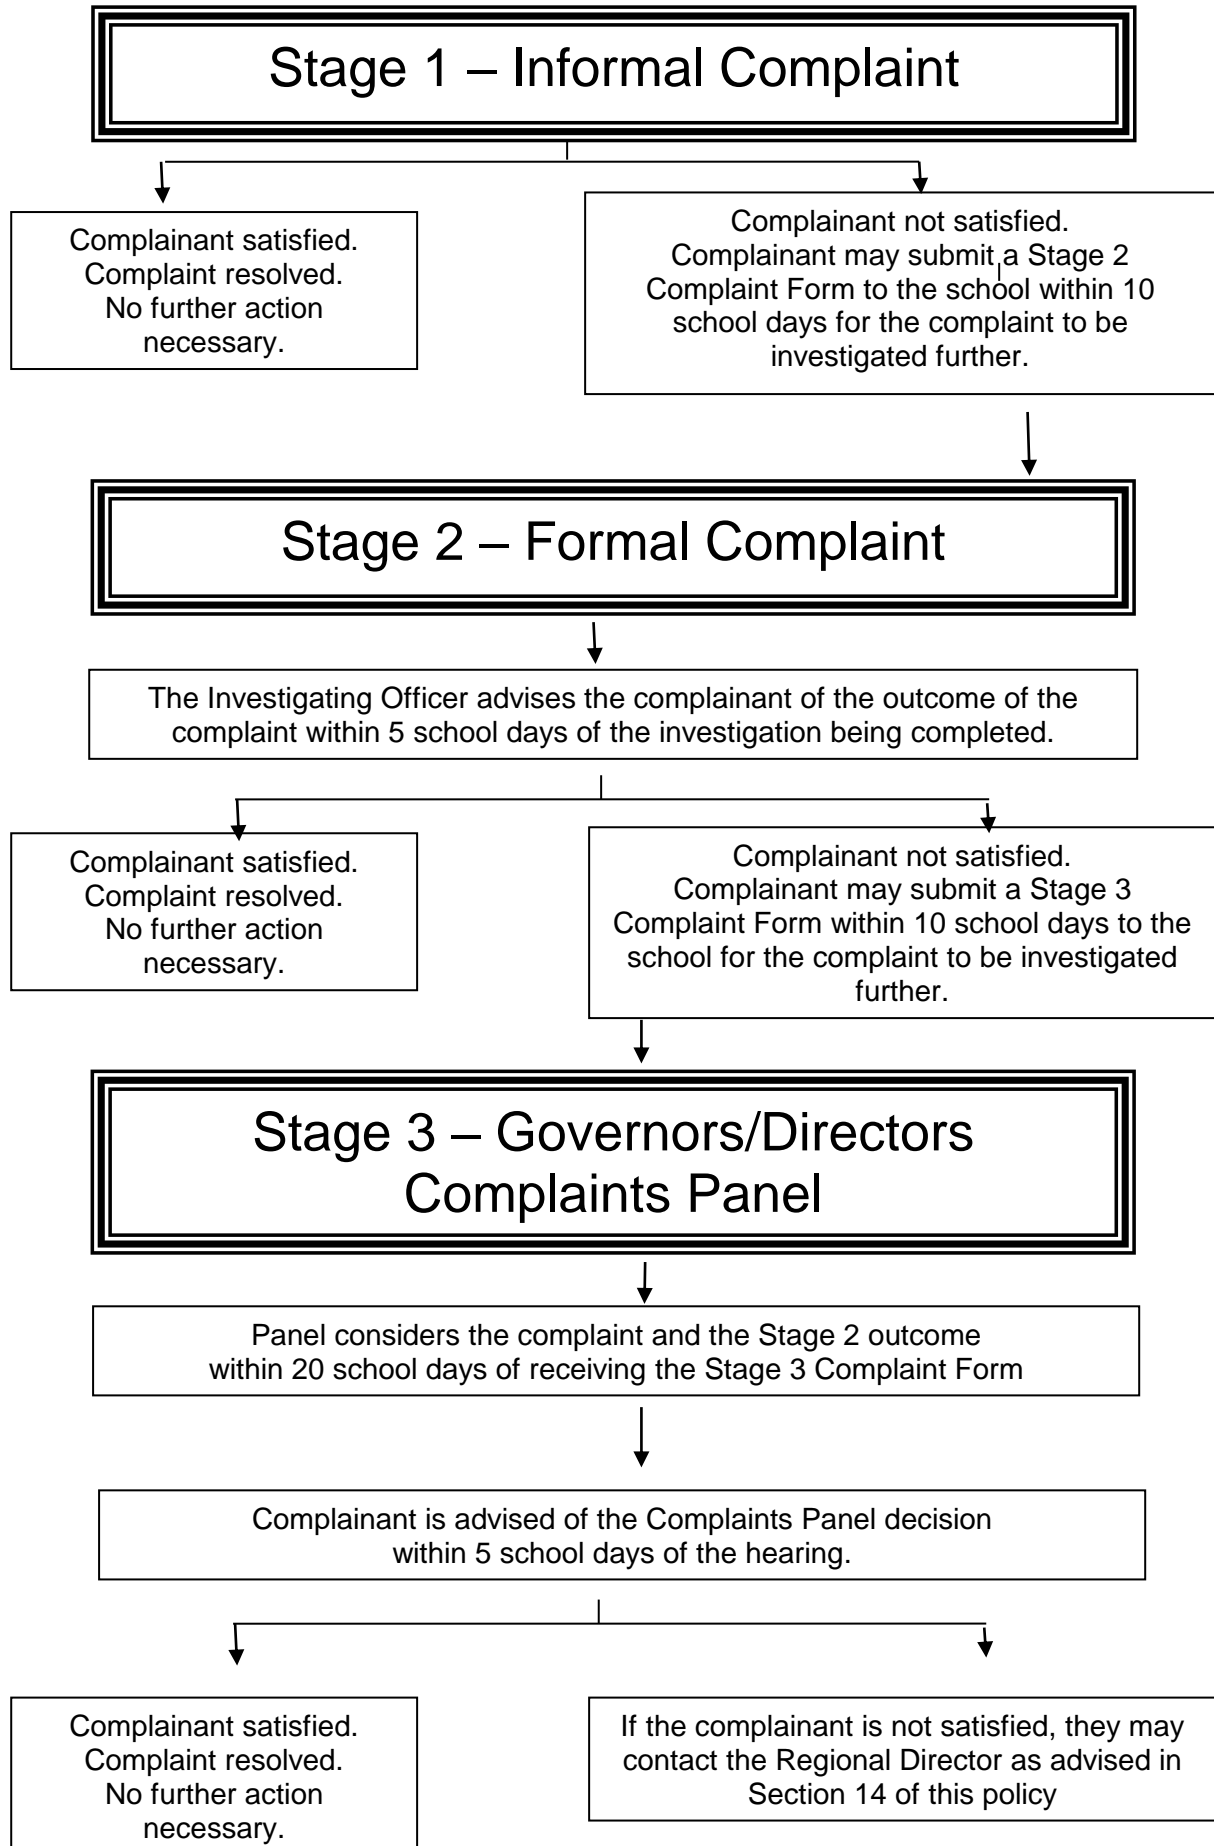 Stage 1 – Informal Complaint
Complainant satisfied.
Complaint resolved.
No further action
necessary.
Complainant not satisfied.
Complainant may submit a Stage 2
Complaint Form to the school within 10
school days for the complaint to be
investigated further.
Stage 2 – Formal Complaint
The Investigating Officer advises the complainant of the outcome of the
complaint within 5 school days of the investigation being completed.
Complainant satisfied.
Complaint resolved.
No further action
necessary.
Complainant not satisfied.
Complainant may submit a Stage 3
Complaint Form within 10 school days to the
school for the complaint to be investigated
further.
Stage 3 – Governors/Directors
Complaints Panel
Panel considers the complaint and the Stage 2 outcome
within 20 school days of receiving the Stage 3 Complaint Form
Complainant is advised of the Complaints Panel decision
within 5 school days of the hearing.
Complainant satisfied.
Complaint resolved.
No further action
necessary.
If the complainant is not satisfied, they may
contact the Regional Director as advised in
Section 14 of this policy